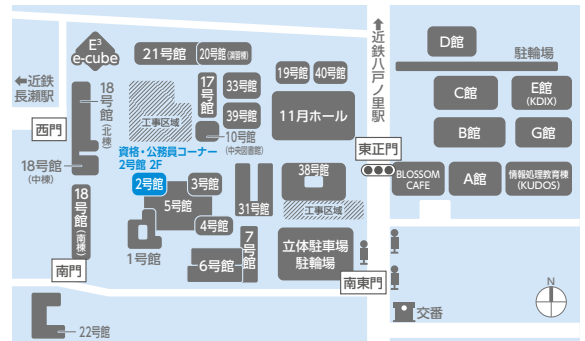 E³
e-cube
21号館
20号館(演習棟)
↑近鉄八戸ノ里駅
D館
駐輪場
←近鉄
長瀬駅
18号館(北棟)
17号館
33号館
19号館
40号館
C館
E館
(KDIX)
工事区域
39号館
11月ホール
西門
10号館
(中央図書館)
B館
G館
資格・公務員コーナー
2号館 2F
東正門
18号館
(中棟)
2号館
3号館
38号館
BLOSSOM
CAFE
A館
情報処理教育棟
(KUDOS)
5号館
31号館
工事区域
18号館(南棟)
4号館
1号館
7号館
立体駐車場
駐輪場
6号館
南門
南東門
N
交番
22号館